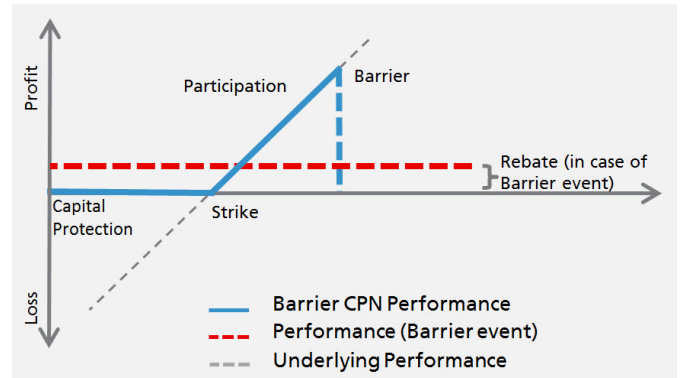 Profit
Participation
Barrier
Rebate (in case of
Barrier event)
Capital
Protection
Strike
Loss
Barrier CPN Performance
Performance (Barrier event)
Underlying Performance